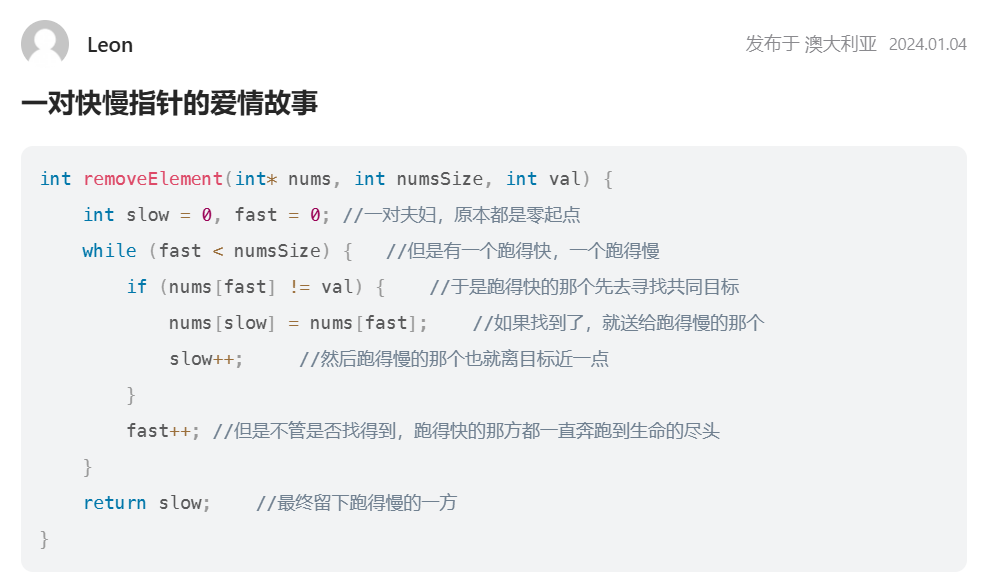 Leon
发布于 澳大利亚 2024.01.04
一对快慢指针的爱情故事
int removeElement(int* nums, int numsSize, int val) {
    int slow = 0, fast = 0; //一对夫妇，原本都是零起点
    while (fast < numsSize) {   //但是有一个跑得快，一个跑得慢
        if (nums[fast] != val) {    //于是跑得快的那个先去寻找共同目标
            nums[slow] = nums[fast];    //如果找到了，就送给跑得慢的那个
            slow++;     //然后跑得慢的那个也就离目标近一点
        }
        fast++; //但是不管是否找得到，跑得快的那方都一直奔跑到生命的尽头
    }
    return slow;    //最终留下跑得慢的一方
}